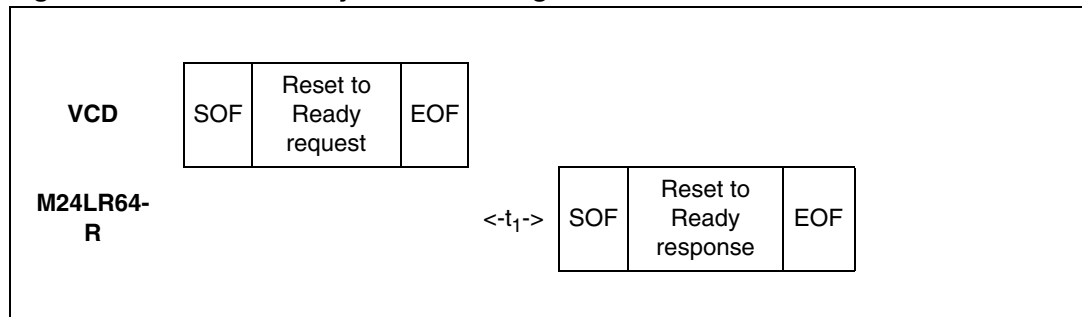 VCD
SOF
Reset to
Ready
request
EOF
M24LR64-
R
<-t1->
SOF
Reset to
Ready
response
EOF